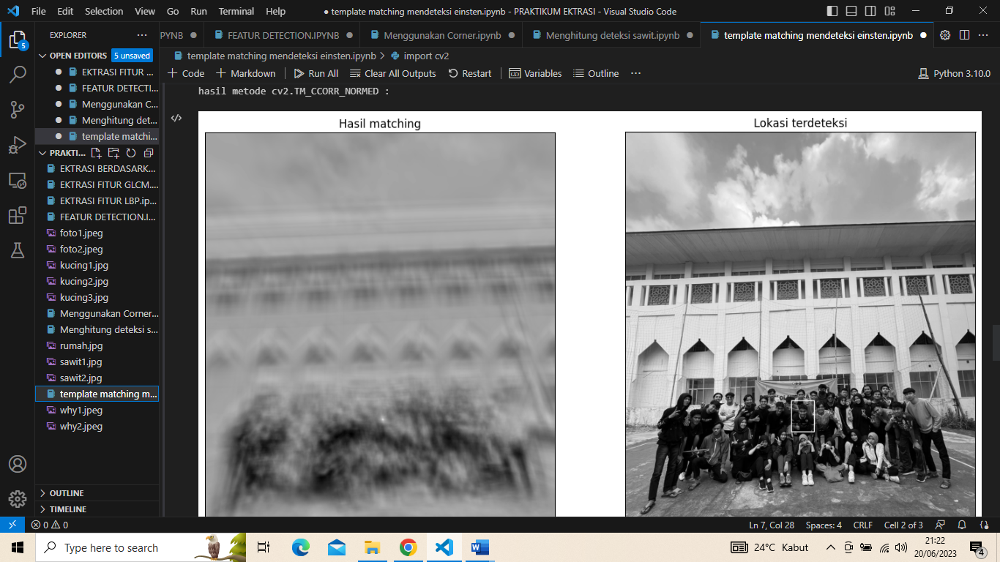 File Edit Selection View Go Run Terminal Help
● template matching mendeteksi einsten.ipynb - PRAKTIKUM EKTRASI - Visual Studio Code
EXPLORER
PYNB
FEATUR DETECTION.IPYNB
Menggunakan Corner.ipynb
Menghitung deteksi sawit.ipynb
template matching mendeteksi einsten.ipynb
5
OPEN EDITORS 5 unsaved
EKTRASI FITUR ...
FEATUR DETECTI...
Menggunakan C...
Menghitung det...
template matchi...
PRAKTI...
EKTRASI BERDASARK...
EKTRASI FITUR GLCM....
EKTRASI FITUR LBP.ip...
FEATUR DETECTION.I...
foto1.jpeg
foto2.jpeg
kucing1.jpg
kucing2.jpg
kucing3.jpg
Menggunakan Corner...
Menghitung deteksi s...
rumah.jpg
sawit1.jpg
sawit2.jpg
template matching m...
why1.jpeg
why2.jpeg
OUTLINE
TIMELINE
template matching mendeteksi einsten.ipynb > import cv2
+ Code + Markdown Run All Clear All Outputs Restart Variables Outline ... Python 3.10.0
hasil metode cv2.TM_CCORR_NORMED :
Hasil matching
Lokasi terdeteksi
0 0 Ln 7, Col 28 Spaces: 4 CRLF Cell 2 of 3
Type here to search
24°C Kabut
21:22
20/06/2023
4